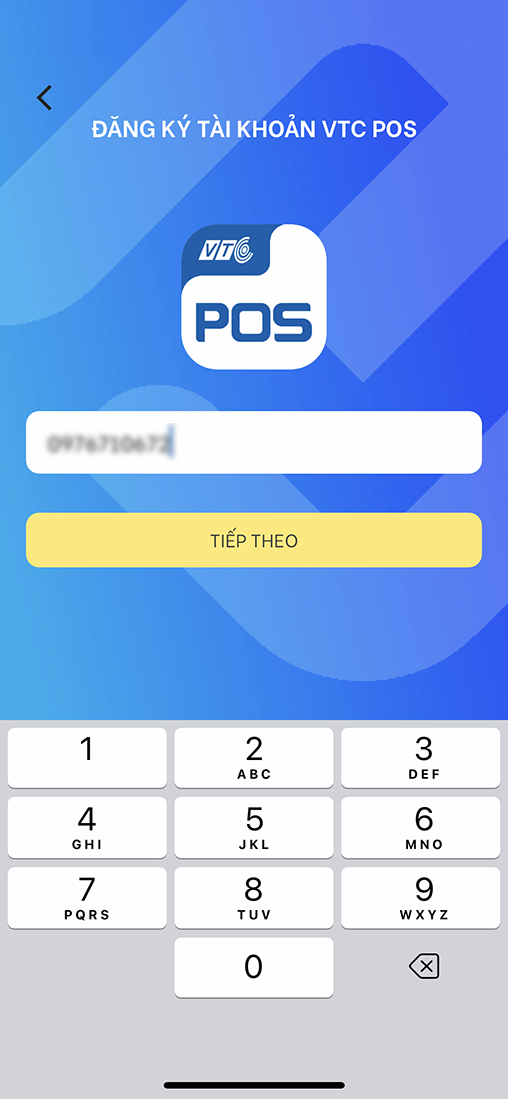 ĐĂNG KÝ TÀI KHOẢN VTC POS
VTC
POS
TIẾP THEO
1
2
ABC
3
DEF
4
GHI
5
JKL
6
MNO
7
PQRS
8
TUV
9
WXYZ
0